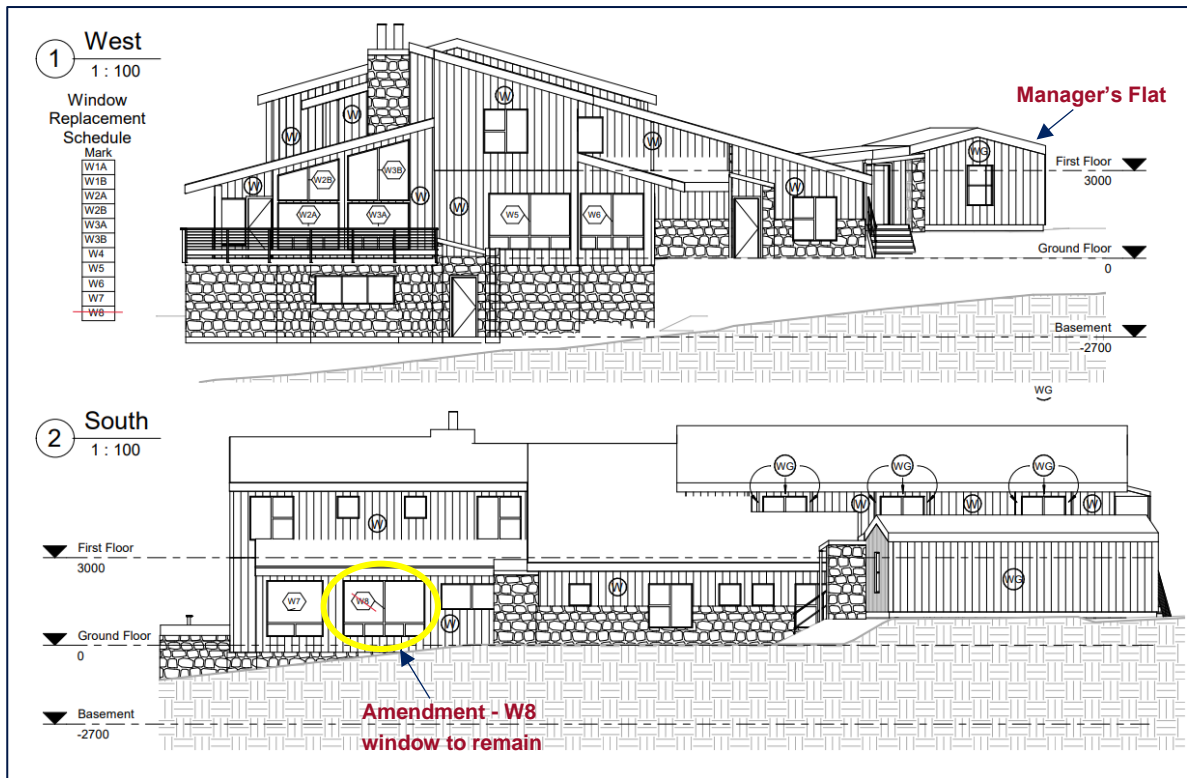 1
West
1 : 100
Window
Replacement
Schedule
Mark
W1A
W1B
W2A
W2B
W3A
W3B
W4
W5
W6
W7
W8
Manager's Flat
W
W
W
W
W
W
W
W
W
WG
W2B
W3B
W2A
W3A
W5
W6
First Floor
3000
Ground Floor
0
Basement
-2700
WG
2
South
1 : 100
WG
WG
WG
W
W
W
W
W
W
W
WG
W7
W8
First Floor
3000
Ground Floor
0
Basement
-2700
Amendment - W8
window to remain